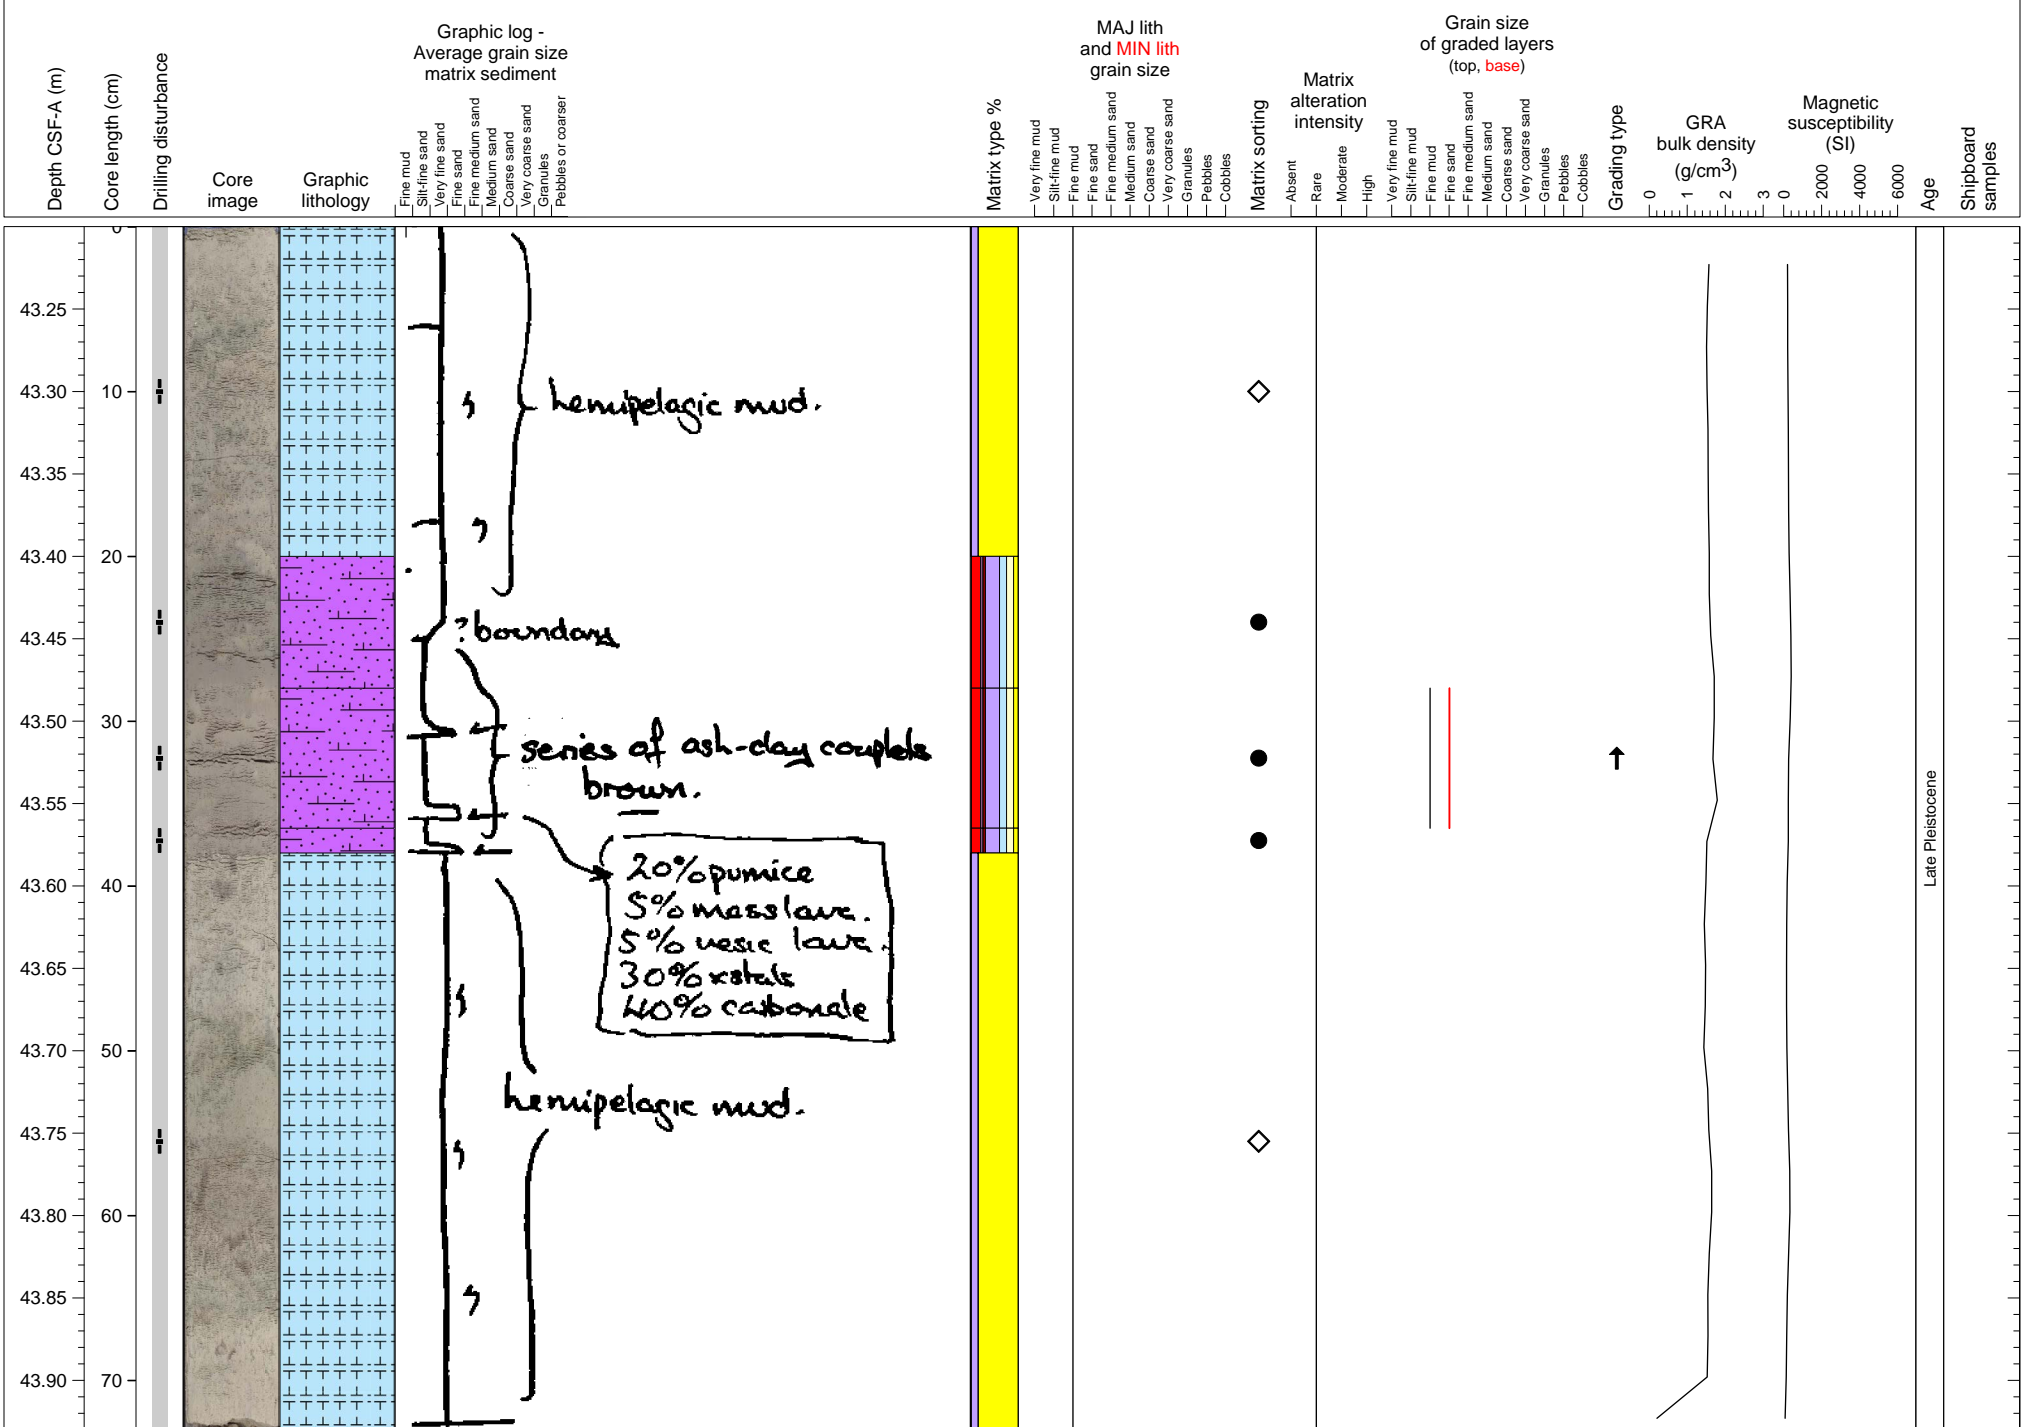 Depth CSF-A (m)
Core length (cm)
Drilling disturbance
Core
image
Graphic
lithology
Graphic log -
Average grain size
matrix sediment
Fine mud
Silt-fine sand
Very fine sand
Fine sand
Fine medium sand
Medium sand
Coarse sand
Very coarse sand
Granules
Pebbles or coarser
Matrix type %
MAJ lith
and MIN lith
grain size
Very fine mud
Silt-fine mud
Fine mud
Fine sand
Fine medium sand
Medium sand
Coarse sand
Very coarse sand
Granules
Pebbles
Cobbles
Matrix sorting
Matrix
alteration
intensity
Absent
Rare
Moderate
High
Grain size
of graded layers
(top, base)
Very fine mud
Silt-fine mud
Fine mud
Fine sand
Fine medium sand
Medium sand
Coarse sand
Very coarse sand
Granules
Pebbles
Cobbles
Grading type
GRA
bulk density
(g/cm3)
0 1 2 3
Magnetic
susceptibility
(SI)
0 2000 4000 6000
Age
Shipboard
samples
0
43.25
43.30 10
hemipelagic mud.
43.35
43.40 20
? boundary
43.45
43.50 30
series of ash-clay couplets
brown.
43.55
20% pumice
5% mass lava.
5% vesic lava.
30% xstals
40% carbonate
43.60 40
43.65
43.70 50
hemipelagic mud.
43.75
43.80 60
43.85
43.90 70
Late Pleistocene